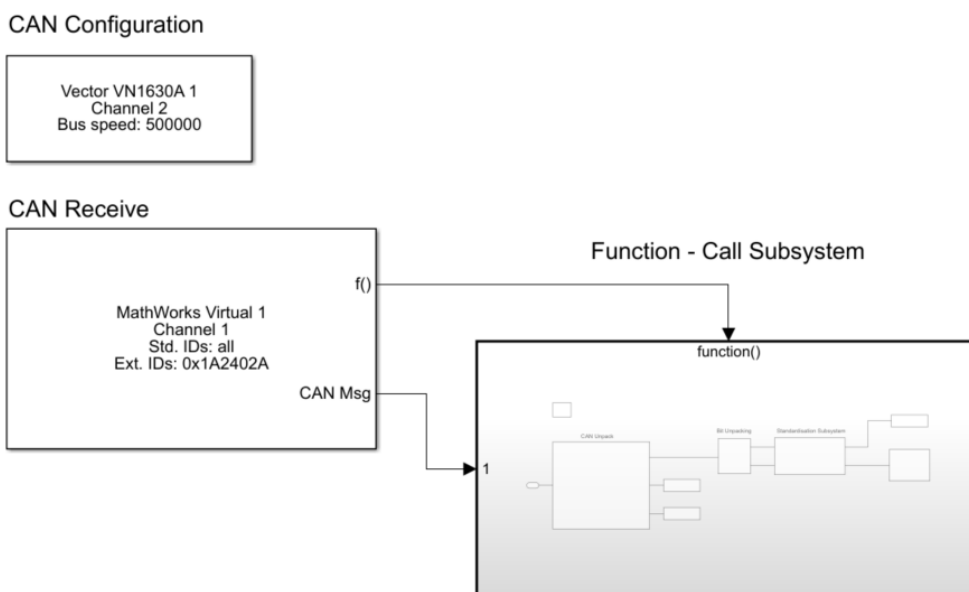 CAN Configuration
Vector VN1630A 1
Channel 2
Bus speed: 500000
CAN Receive
f()
MathWorks Virtual 1
Channel 1
Std. IDs: all
Ext. IDs: 0x1A2402A
CAN Msg
Function - Call Subsystem
function()
1
CAN Unpack
Bit Unpacking
Standardisation Subsystem